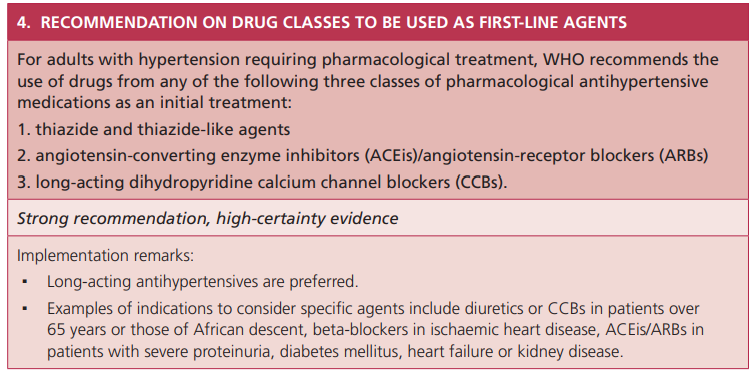 4. RECOMMENDATION ON DRUG CLASSES TO BE USED AS FIRST-LINE AGENTS
For adults with hypertension requiring pharmacological treatment, WHO recommends the
use of drugs from any of the following three classes of pharmacological antihypertensive
medications as an initial treatment:
1. thiazide and thiazide-like agents
2. angiotensin-converting enzyme inhibitors (ACEis)/angiotensin-receptor blockers (ARBs)
3. long-acting dihydropyridine calcium channel blockers (CCBs).
Strong recommendation, high-certainty evidence
Implementation remarks:
▪ Long-acting antihypertensives are preferred.
▪ Examples of indications to consider specific agents include diuretics or CCBs in patients over
65 years or those of African descent, beta-blockers in ischaemic heart disease, ACEis/ARBs in
patients with severe proteinuria, diabetes mellitus, heart failure or kidney disease.